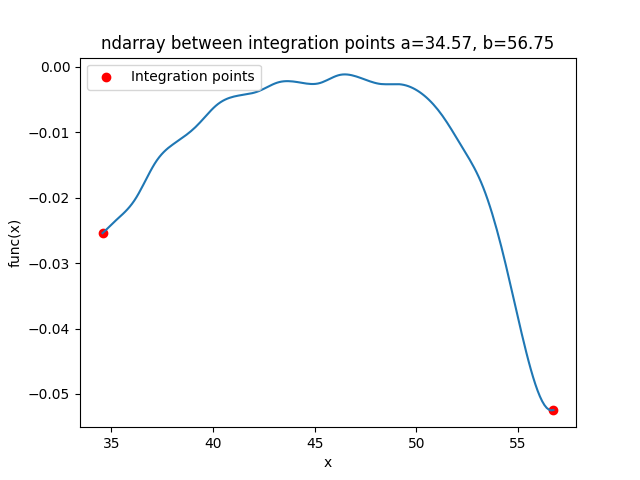 ndarray between integration points a=34.57, b=56.75
Integration points
0.00
−0.01
−0.02
−0.03
−0.04
−0.05
func(x)
35 40 45 50 55
x